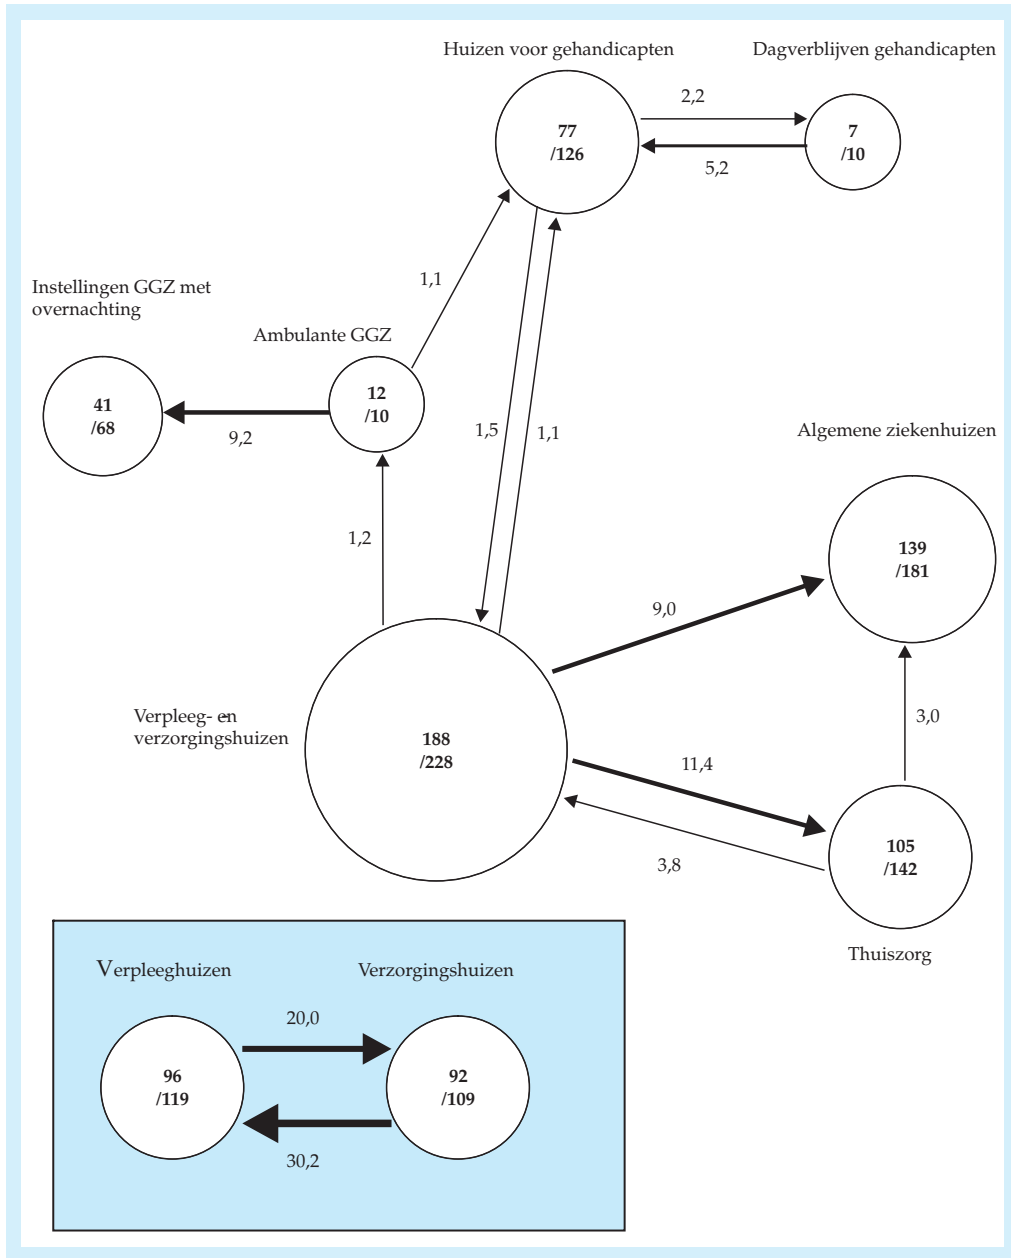 Huizen voor gehandicapten
Dagverblijven gehandicapten
77
/126
2,2
5,2
7
/10
1,1
Instellingen GGZ met
overnachting
Ambulante GGZ
41
/68
9,2
12
/10
1,5
1,1
Algemene ziekenhuizen
1,2
139
/181
9,0
Verpleeg- en
verzorgingshuizen
188
/228
3,0
11,4
3,8
105
/142
Thuiszorg
Verpleeghuizen
Verzorgingshuizen
20,0
96
/119
92
/109
30,2